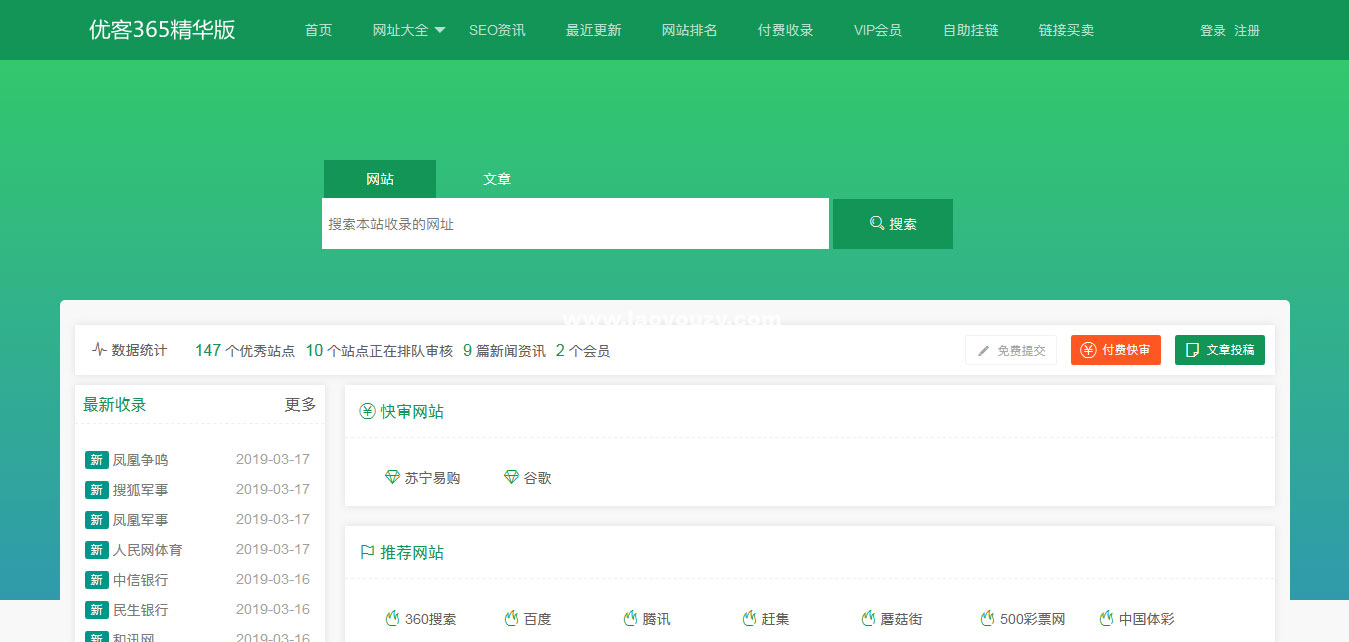 优客365精华版 首页 网址大全 SEO资讯 最近更新 网站排名 付费收录 VIP会员 自助挂链 链接买卖 登录 注册
网站 文章
搜索本站收录的网址 搜索
www.laoyouzy.com
数据统计 147 个优秀站点 10 个站点正在排队审核 9 篇新闻资讯 2 个会员 免费提交 付费快审 文章投稿
最新收录 更多
新 凤凰争鸣 2019-03-17
新 搜狐军事 2019-03-17
新 凤凰军事 2019-03-17
新 人民网体育 2019-03-17
新 中信银行 2019-03-16
新 民生银行 2019-03-16
新 和讯网 2019-03-16
快审网站
苏宁易购 谷歌
推荐网站
360搜索 百度 腾讯 赶集 蘑菇街 500彩票网 中国体彩